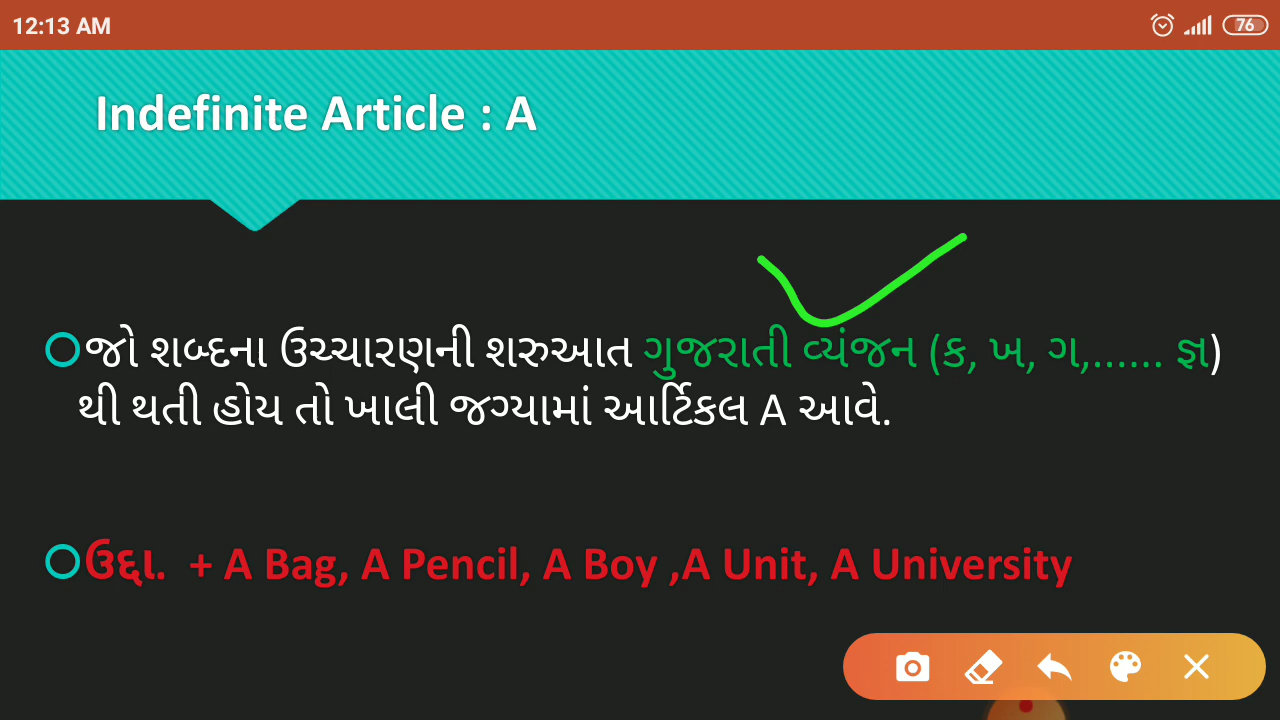 12:13 AM
76
Indefinite Article : A
જો શબ્દના ઉચ્ચારણની શરુઆત ગુજરાતી વ્યંજન (ક, ખ, ગ,...... જ્ઞ)
થી થતી હોય તો ખાલી જગ્યામાં આર્ટિકલ A આવે.
ઉદ્દા. + A Bag, A Pencil, A Boy ,A Unit, A University